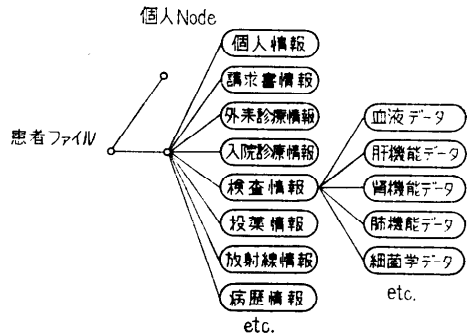 個人Node
個人情報
請求書情報
外来診療情報
入院診療情報
検査情報
投薬情報
放射線情報
病歴情報
etc.
患者ファイル
血液データ
肝機能データ
腎機能データ
肺機能データ
細菌学データ
etc.